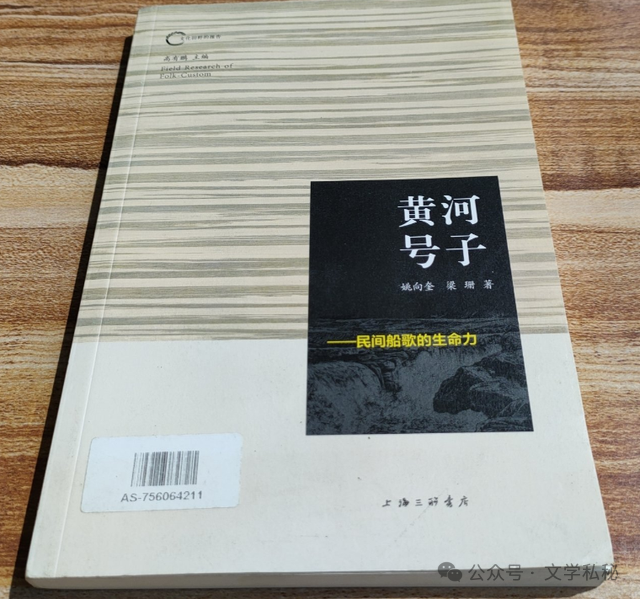 尚有鹏 主编
Field Research of
Folk-Custom
黄河
号子
姚向奎 梁 珊 著
——民间船歌的生命力
AS-756064211
上海三联书店
公众号·文学私秘